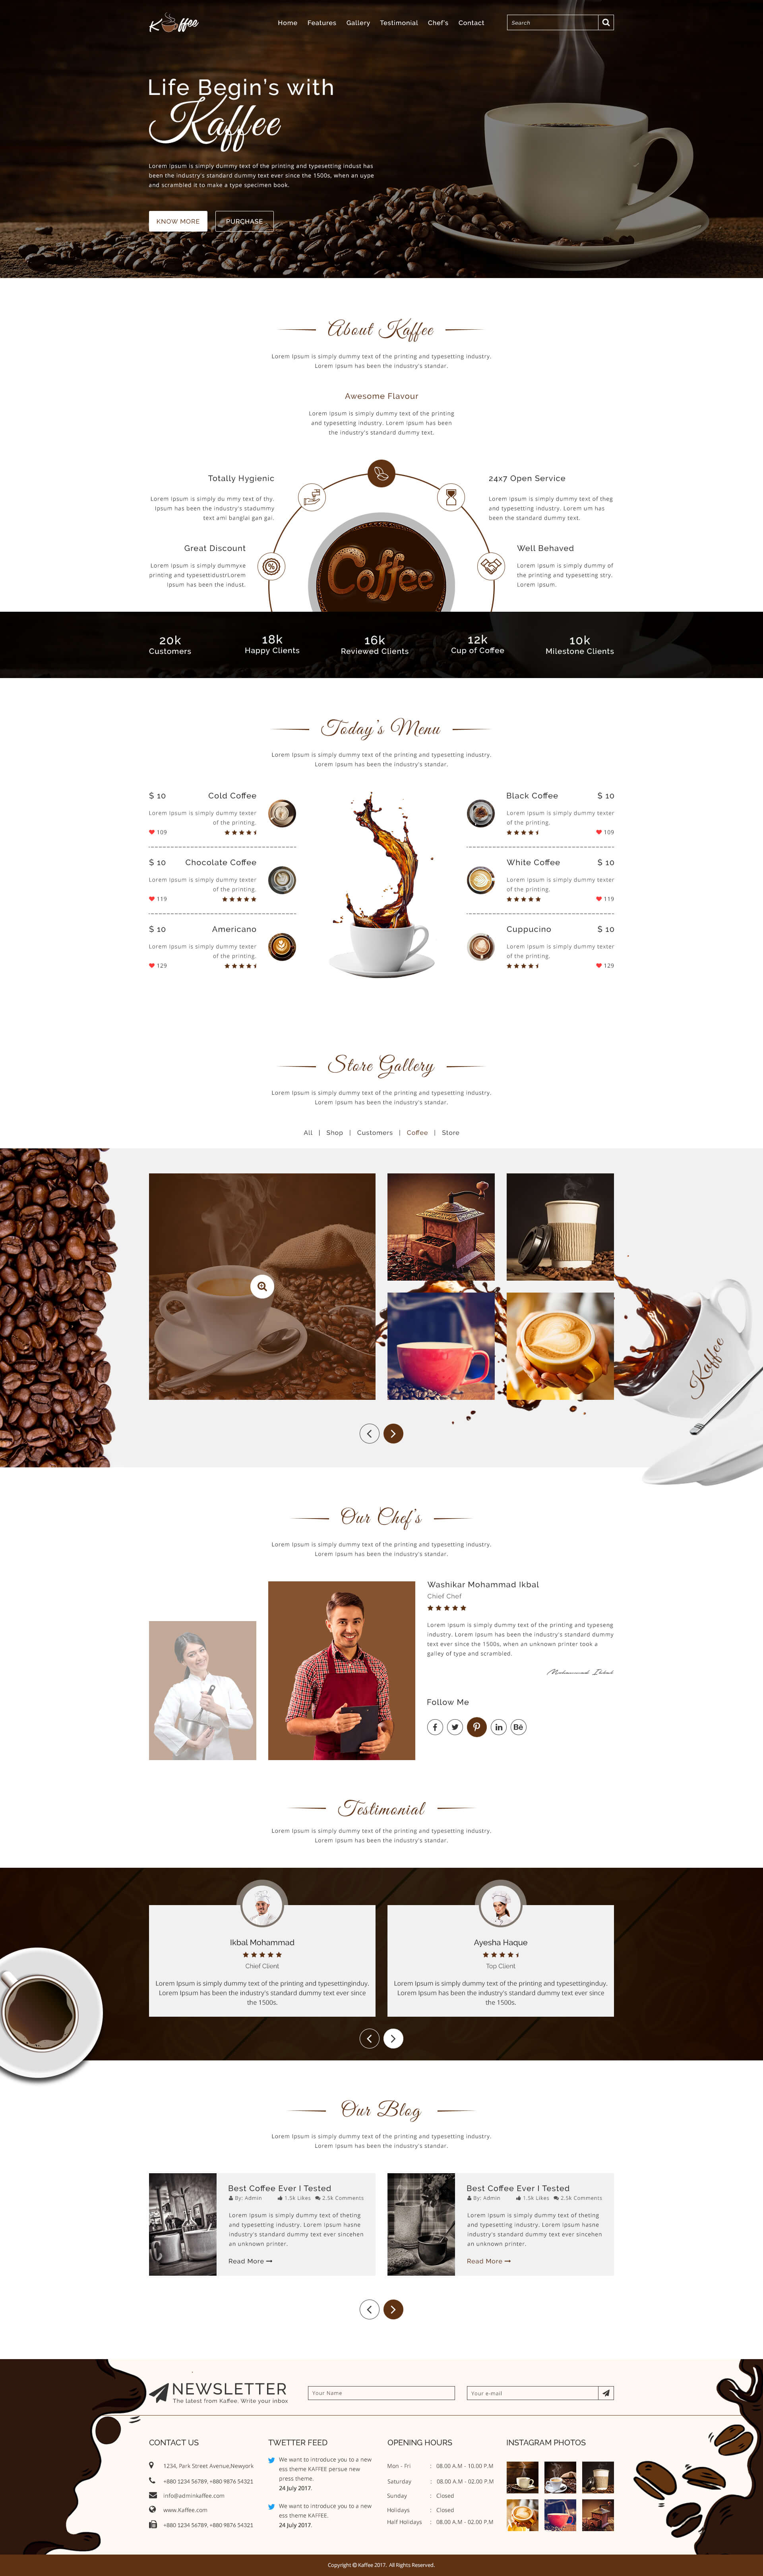 Kaffee
Home Features Gallery Testimonial Chef's Contact
Search
Life Begin's with
Kaffee
Lorem Ipsum is simply dummy text of the printing and typesetting indust has
been the industry's standard dummy text ever since the 1500s, when an uype
and scrambled it to make a type specimen book.
KNOW MORE PURCHASE
About Kaffee
Lorem Ipsum is simply dummy text of the printing and typesetting industry.
Lorem Ipsum has been the industry's standar.
Awesome Flavour
Lorem Ipsum is simply dummy text of the printing
and typesetting industry. Lorem Ipsum has been
the industry's standard dummy text.
Totally Hygienic
Lorem Ipsum is simply du mmy text of thy.
Ipsum has been the industry's stadummy
text ami banglai gan gai.
24x7 Open Service
Lorem Ipsum is simply dummy text of theg
and typesetting industry. Lorem um has
been the standard dummy text.
Great Discount
Lorem Ipsum is simply dummyxe
printing and typesettidustrLorem
Ipsum has been the indust.
Well Behaved
Lorem Ipsum is simply dummy of
the printing and typesetting stry.
Lorem Ipsum.
Coffee
20k
Customers
18k
Happy Clients
16k
Reviewed Clients
12k
Cup of Coffee
10k
Milestone Clients
Today's Menu
Lorem Ipsum is simply dummy text of the printing and typesetting industry.
Lorem Ipsum has been the industry's standar.
$ 10 Cold Coffee
Lorem Ipsum is simply dummy texter
of the printing.
109
$ 10 Chocolate Coffee
Lorem Ipsum is simply dummy texter
of the printing.
119
$ 10 Americano
Lorem Ipsum is simply dummy texter
of the printing.
129
Black Coffee $ 10
Lorem Ipsum is simply dummy texter
of the printing.
109
White Coffee $ 10
Lorem Ipsum is simply dummy texter
of the printing.
119
Cuppucino $ 10
Lorem Ipsum is simply dummy texter
of the printing.
129
Store Gallery
Lorem Ipsum is simply dummy text of the printing and typesetting industry.
Lorem Ipsum has been the industry's standar.
All | Shop | Customers | Coffee | Store
Kaffee
Our Chef's
Lorem Ipsum is simply dummy text of the printing and typesetting industry.
Lorem Ipsum has been the industry's standar.
Washikar Mohammad Ikbal
Chief Chef
Lorem Ipsum is simply dummy text of the printing and typeseng
industry. Lorem Ipsum has been the industry's standard dummy
text ever since the 1500s, when an unknown printer took a
galley of type and scrambled.
Mohammad Ikbal
Follow Me
Testimonial
Lorem Ipsum is simply dummy text of the printing and typesetting industry.
Lorem Ipsum has been the industry's standar.
Ikbal Mohammad
Chief Client
Lorem Ipsum is simply dummy text of the printing and typesettinginduy.
Lorem Ipsum has been the industry's standard dummy text ever since
the 1500s.
Ayesha Haque
Top Client
Lorem Ipsum is simply dummy text of the printing and typesettinginduy.
Lorem Ipsum has been the industry's standard dummy text ever since
the 1500s.
Our Blog
Lorem Ipsum is simply dummy text of the printing and typesetting industry.
Lorem Ipsum has been the industry's standar.
Best Coffee Ever I Tested
By: Admin 1.5k Likes 2.5k Comments
Lorem Ipsum is simply dummy text of theting
and typesetting industry. Lorem Ipsum hasne
industry's standard dummy text ever sincehen
an unknown printer.
Read More
Best Coffee Ever I Tested
By: Admin 1.5k Likes 2.5k Comments
Lorem Ipsum is simply dummy text of theting
and typesetting industry. Lorem Ipsum hasne
industry's standard dummy text ever sincehen
an unknown printer.
Read More
NEWSLETTER
The latest from Kaffee. Write your inbox
Your Name
Your e-mail
CONTACT US
1234, Park Street Avenue,Newyork
+880 1234 56789, +880 9876 54321
info@adminkaffee.com
www.Kaffee.com
+880 1234 56789, +880 9876 54321
TWETTER FEED
We want to introduce you to a new
ess theme KAFFEE persue new
press theme.
24 July 2017.
We want to introduce you to a new
ess theme KAFFEE.
24 July 2017.
OPENING HOURS
Mon - Fri : 08.00 A.M - 10.00 P.M
Saturday : 08.00 A.M - 02.00 P.M
Sunday : Closed
Holidays : Closed
Half Holidays : 08.00 A.M - 02.00 P.M
INSTAGRAM PHOTOS
Copyright © Kaffee 2017. All Rights Reserved.